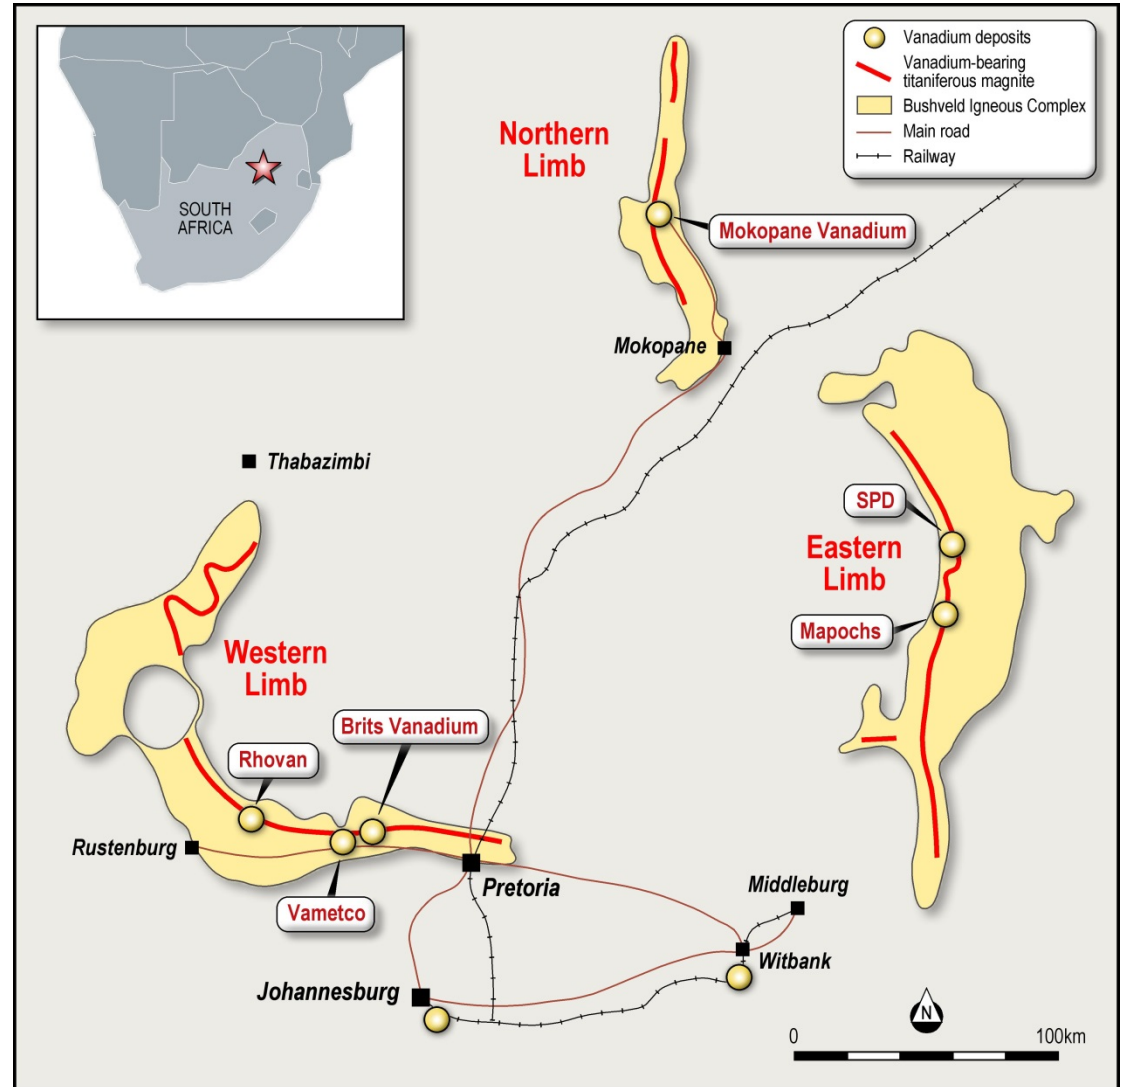 SOUTH
AFRICA
Vanadium deposits
Vanadium-bearing
titaniferous magnite
Bushveld Igneous Complex
Main road
Railway
Northern
Limb
Mokopane Vanadium
Mokopane
Thabazimbi
SPD
Eastern
Limb
Mapochs
Western
Limb
Brits Vanadium
Rhovan
Rustenburg
Pretoria
Vametco
Middleburg
Witbank
Johannesburg
N
0
100km